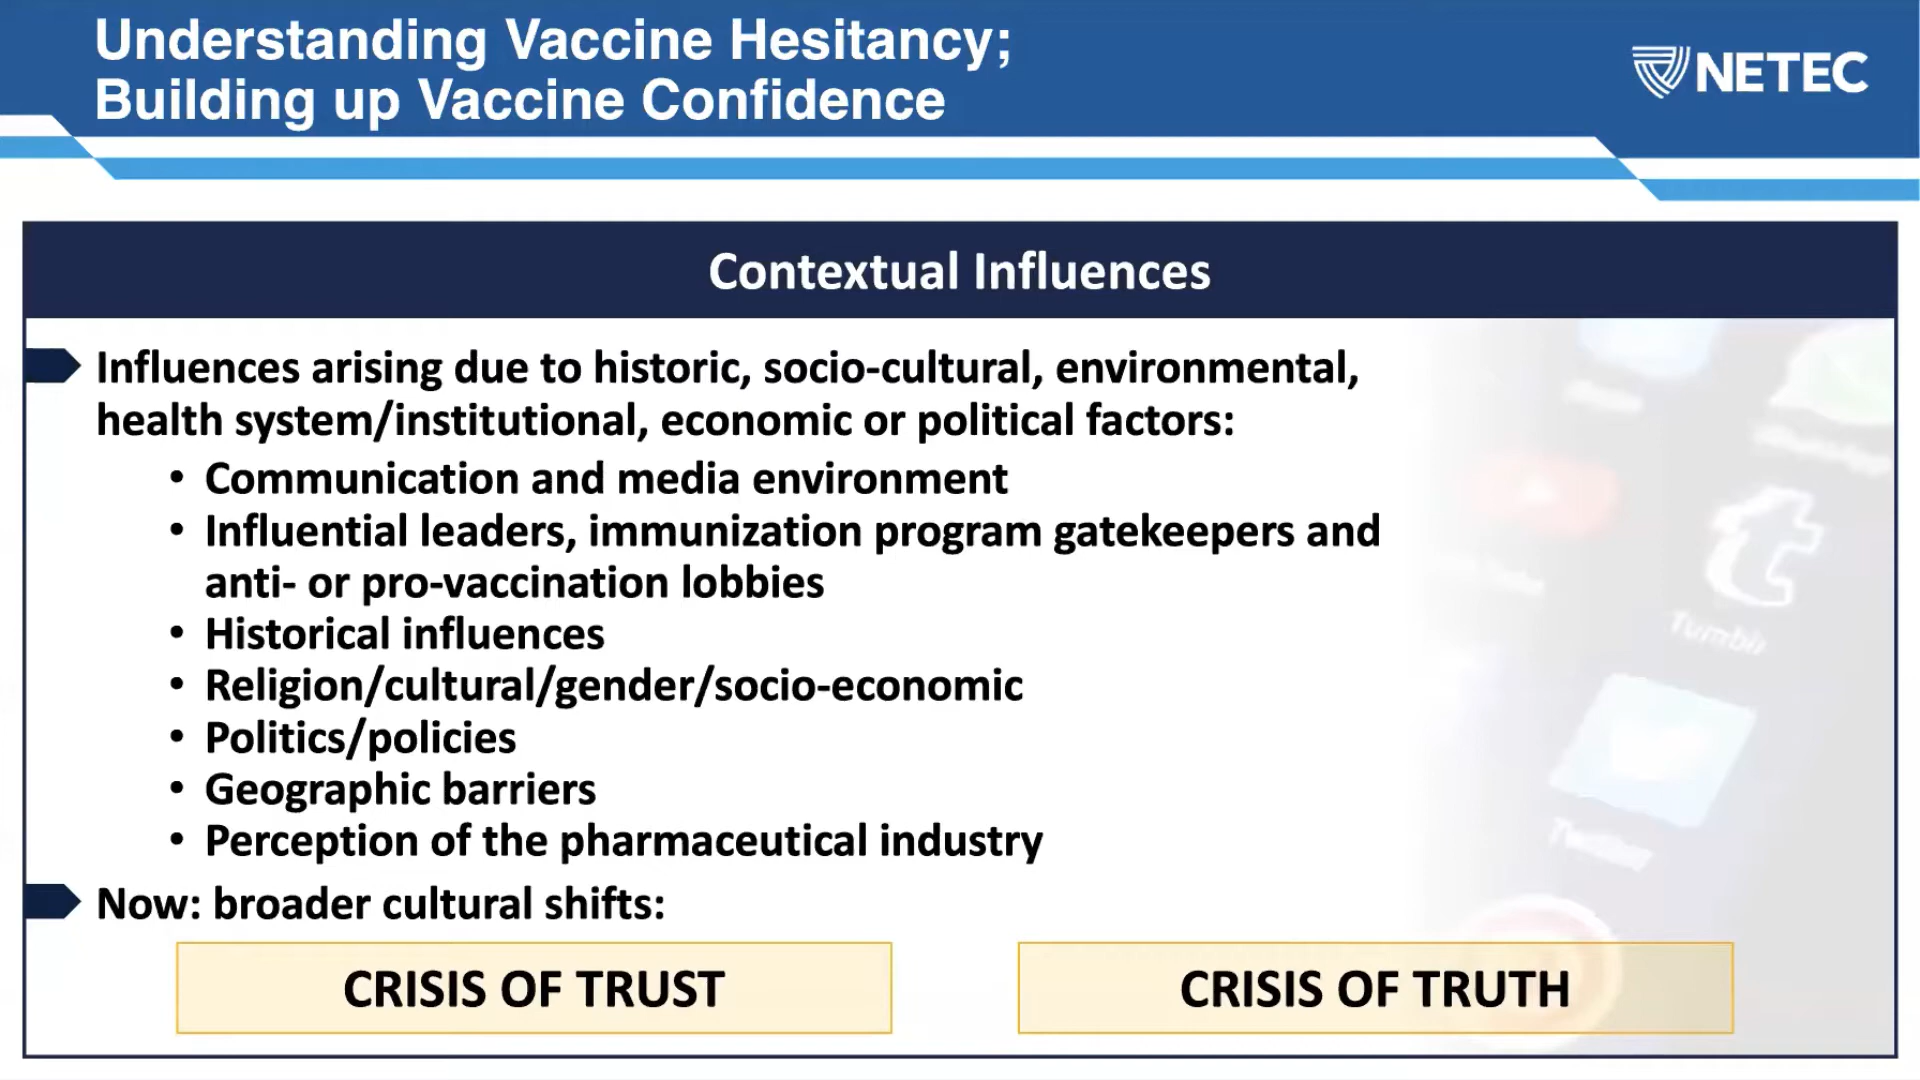 Understanding Vaccine Hesitancy;
Building up Vaccine Confidence
NETEC
Contextual Influences
Influences arising due to historic, socio-cultural, environmental,
health system/institutional, economic or political factors:
• Communication and media environment
• Influential leaders, immunization program gatekeepers and
anti- or pro-vaccination lobbies
• Historical influences
• Religion/cultural/gender/socio-economic
• Politics/policies
• Geographic barriers
• Perception of the pharmaceutical industry
Tumblr
Now: broader cultural shifts:
CRISIS OF TRUST
CRISIS OF TRUTH